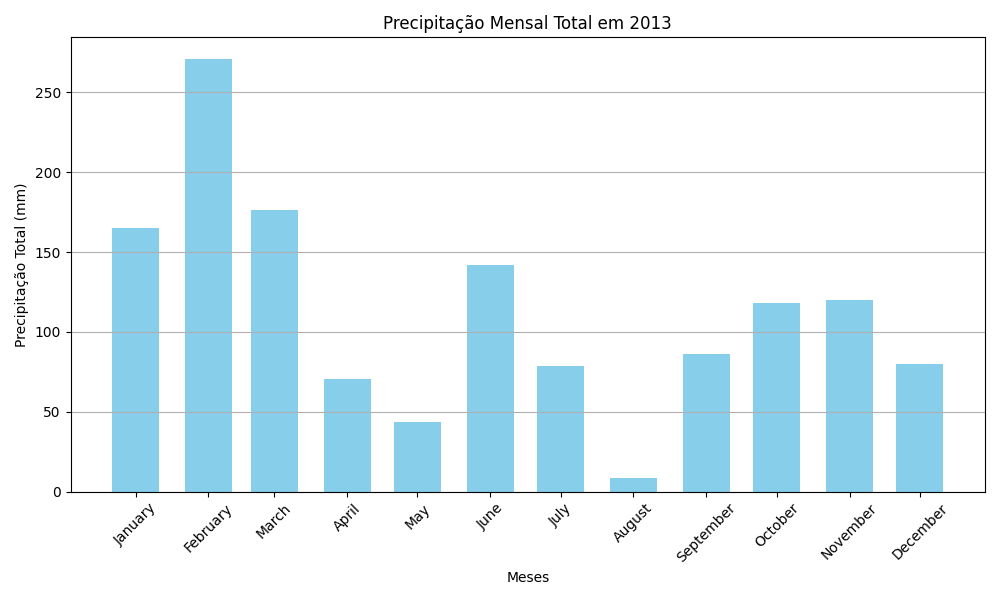 Precipitação Mensal Total em 2013
Precipitação Total (mm)
250
200
150
100
50
0
January
February
March
April
May
June
July
August
September
October
November
December
Meses